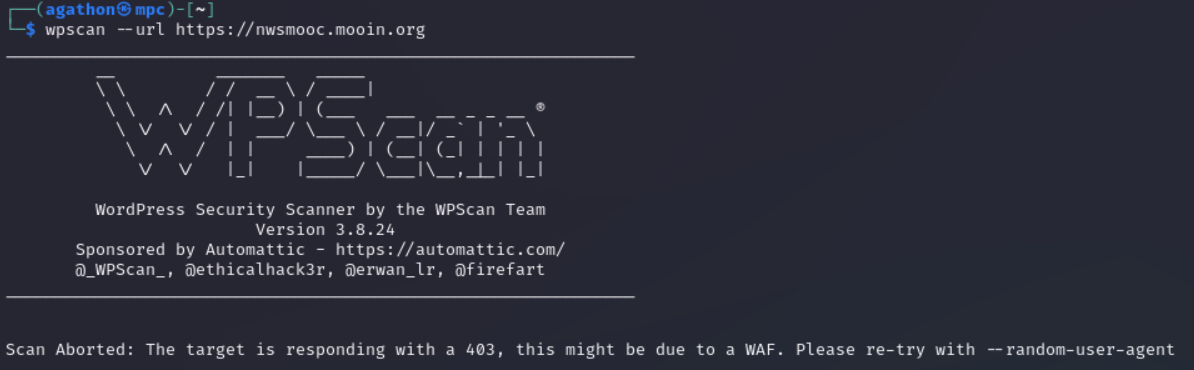 (agathon㉿mpc)-[~]
$ wpscan --url https://nwsmooc.mooin.org
WPScan ®
WordPress Security Scanner by the WPScan Team
Version 3.8.24
Sponsored by Automattic - https://automattic.com/
@_WPScan_, @ethicalhack3r, @erwan_lr, @firefart
Scan Aborted: The target is responding with a 403, this might be due to a WAF. Please re-try with --random-user-agent